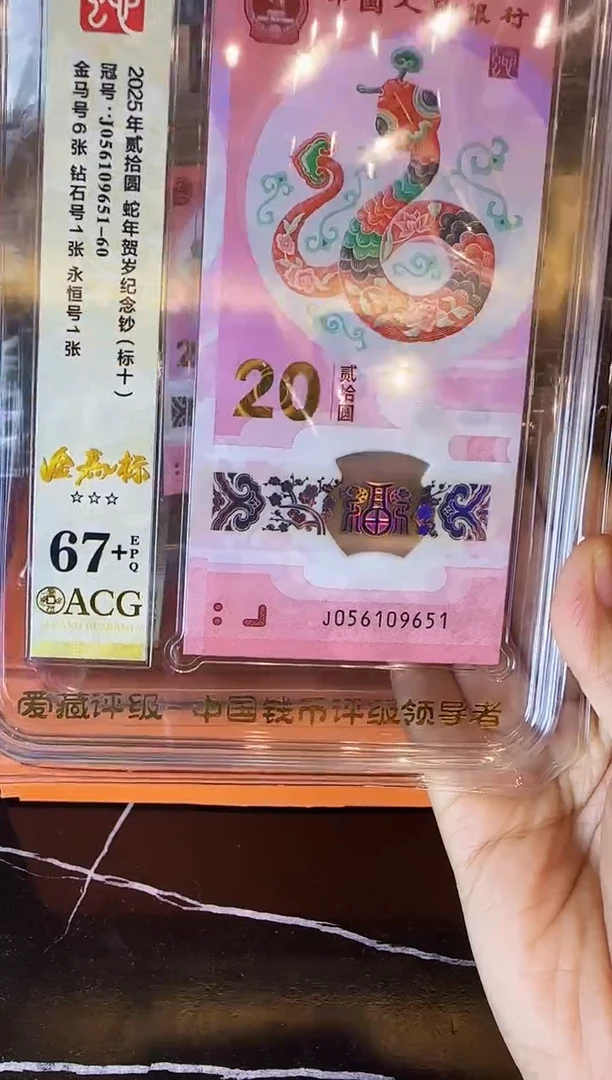 中国人民银行
2025年贰拾圆 蛇年贺岁纪念钞(标十)
冠号:J056109651-60
金马号6张 钻石号1张 永恒号1张
☆☆☆
67+
EPQ
ACG
20
贰拾圆
J056109651
爱藏评级 中国钱币评级领导者